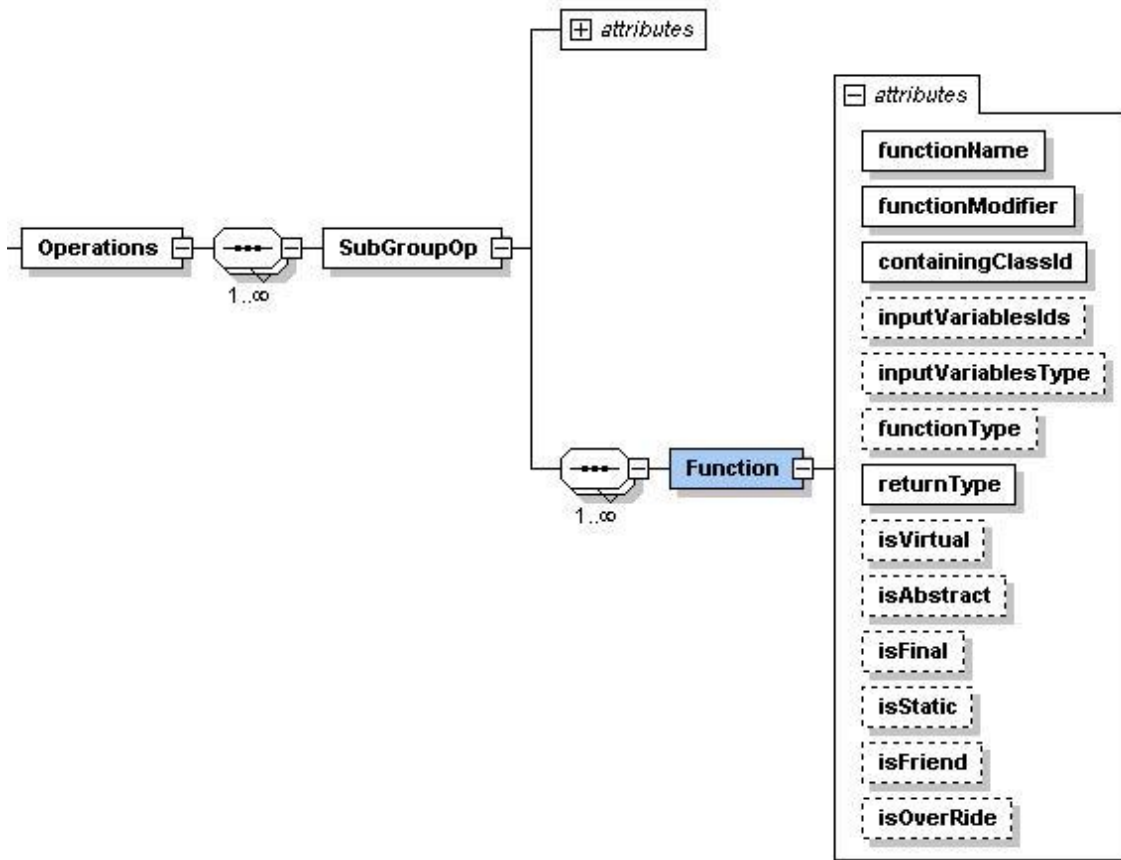 attributes
attributes
functionName
functionModifier
Operations
SubGroupOp
containingClassId
1..∞
inputVariablesIds
inputVariablesType
functionType
Function
returnType
1..∞
isVirtual
isAbstract
isFinal
isStatic
isFriend
isOverRide